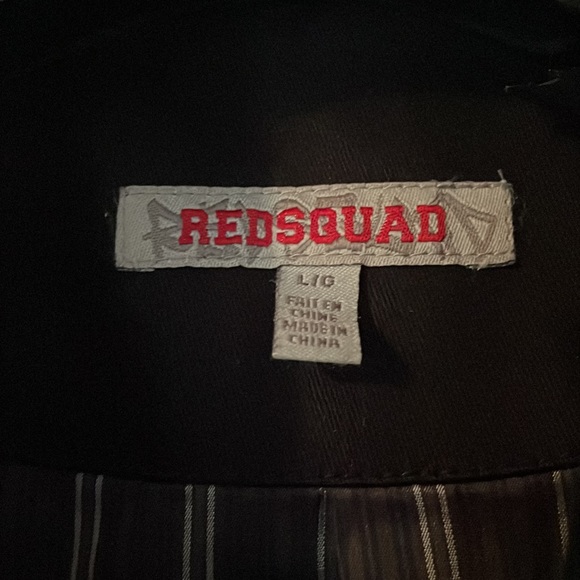 REDSQUAD
L/G
FAIT EN
CHINE
MADE IN
CHINA